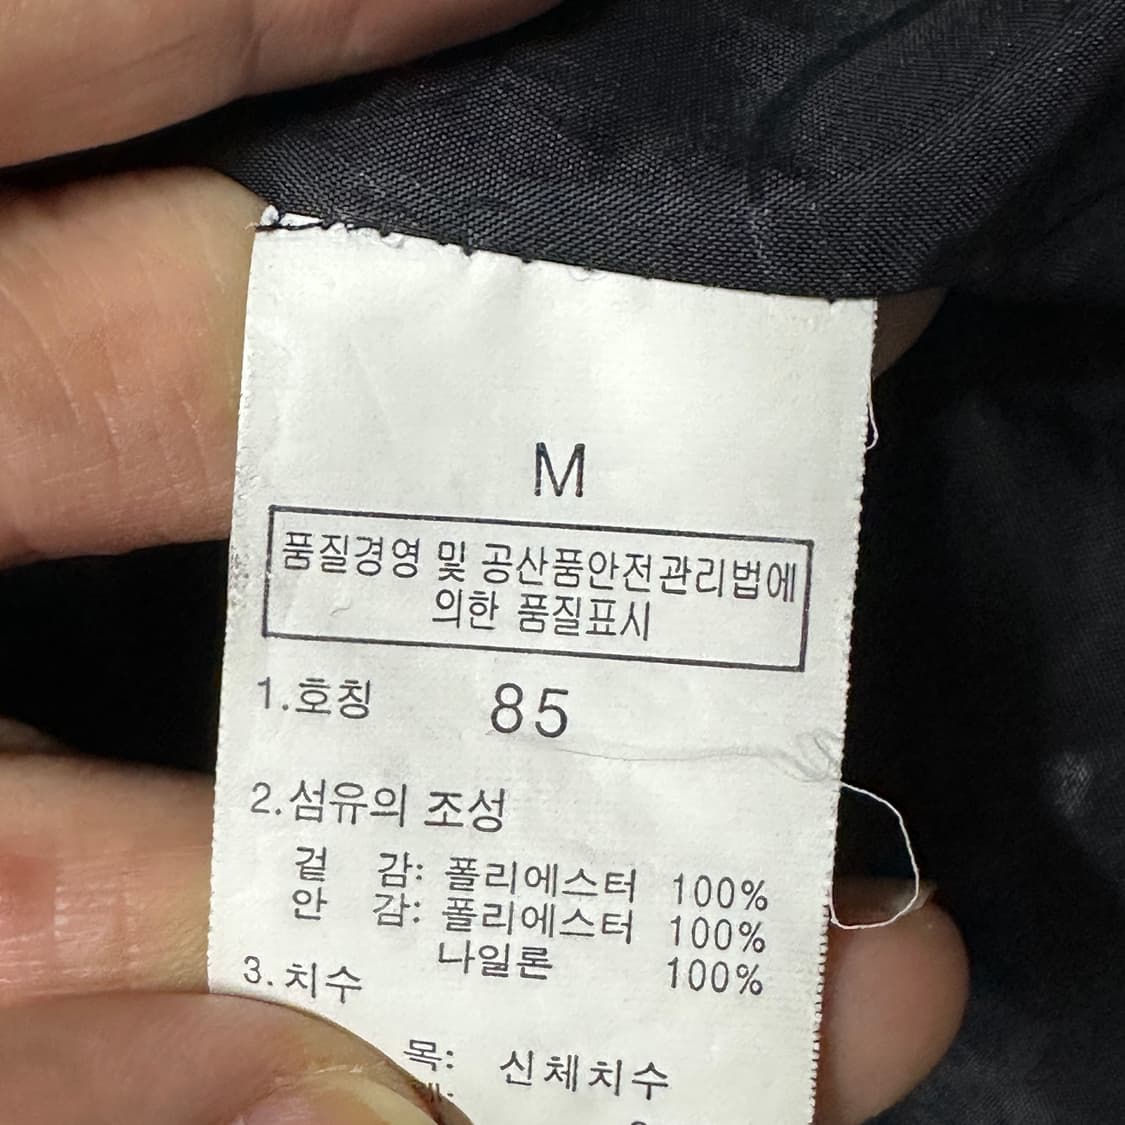 M
품질경영 및 공산품안전관리법에
의한 품질표시
1.호칭 85
2.섬유의 조성
겉 감: 폴리에스터 100%
안 감: 폴리에스터 100%
나일론 100%
3.치수
목: 신체치수